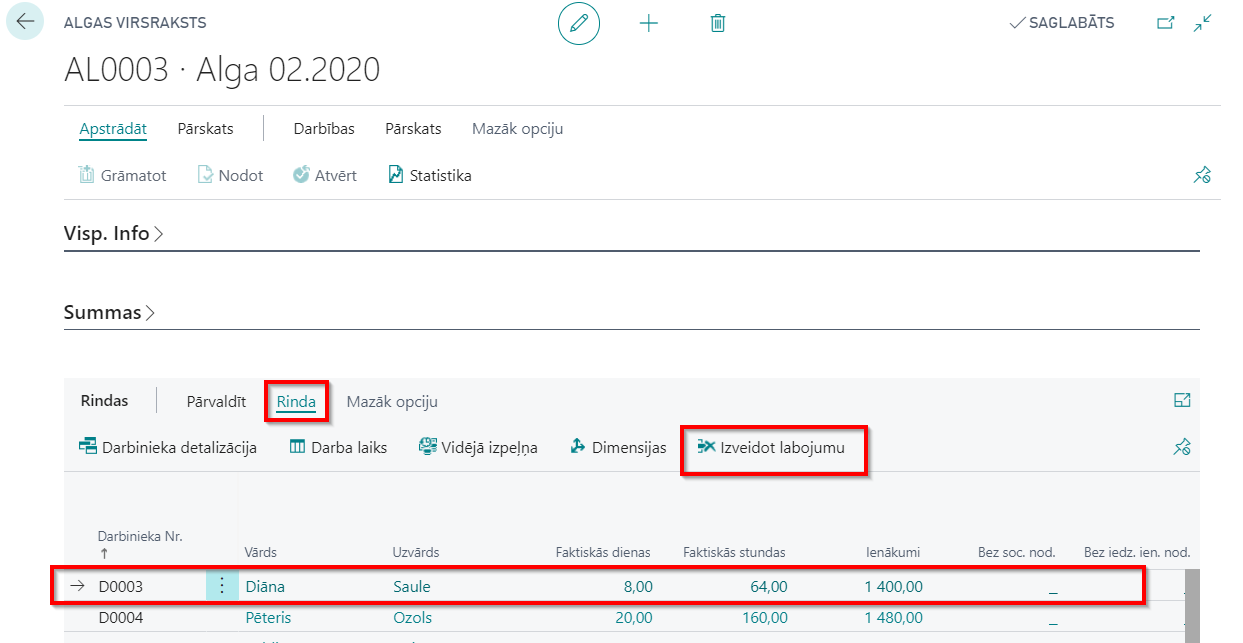 ALGAS VIRSRAKSTS SAGLABĀTS
AL0003 · Alga 02.2020
Apstrādāt Pārskats Darbības Pārskats Mazāk opciju
Grāmatot Nodot Atvērt Statistika
Visp. Info
Summas
Rindas Pārvaldīt Rinda Mazāk opciju
Darbinieka detalizācija Darba laiks Vidējā izpeļņa Dimensijas Izveidot labojumu
Darbinieka Nr. ↑ Vārds Uzvārds Faktiskās dienas Faktiskās stundas Ienākumi Bez soc. nod. Bez iedz. ien. nod.
→ D0003 Diāna Saule 8,00 64,00 1 400,00 _
D0004 Pēteris Ozols 20,00 160,00 1 480,00 _